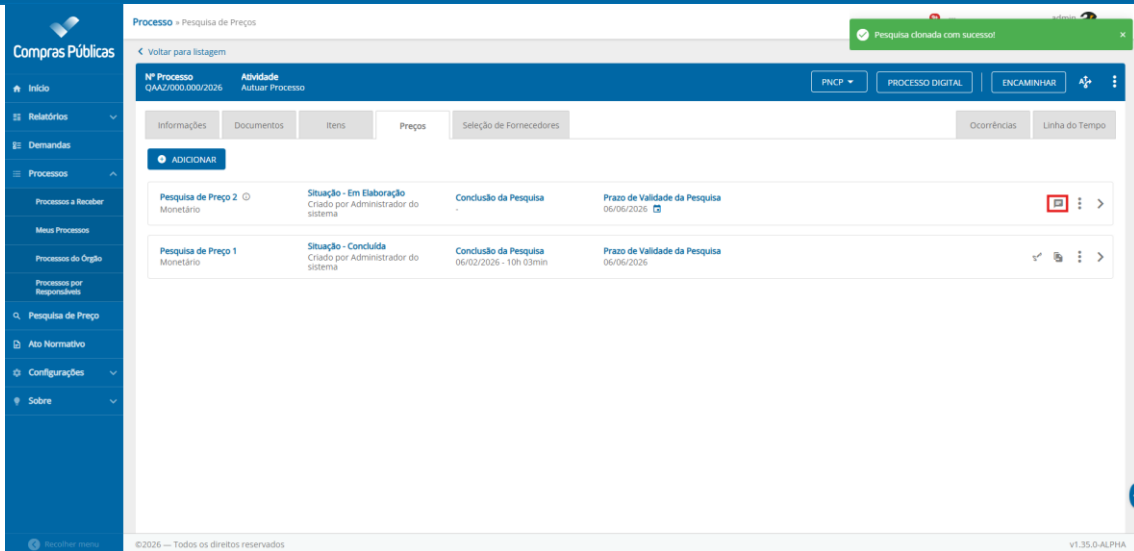 Compras Públicas
Início
Relatórios
Demandas
Processos
Processos a Receber
Meus Processos
Processos do Órgão
Processos por
Responsáveis
Pesquisa de Preço
Ato Normativo
Configurações
Sobre
Recolher menu
Processo » Pesquisa de Preços
admin
Pesquisa clonada com sucesso!
×
Voltar para listagem
Nº Processo
QAAZ/000.000/2026
Atividade
Autuar Processo
PNCP
PROCESSO DIGITAL
ENCAMINHAR
Informações
Documentos
Itens
Preços
Seleção de Fornecedores
Ocorrências
Linha do Tempo
ADICIONAR
Pesquisa de Preço 2
Monetário
Situação - Em Elaboração
Criado por Administrador do
sistema
Conclusão da Pesquisa
-
Prazo de Validade da Pesquisa
06/06/2026
Pesquisa de Preço 1
Monetário
Situação - Concluída
Criado por Administrador do
sistema
Conclusão da Pesquisa
06/02/2026 - 10h 03min
Prazo de Validade da Pesquisa
06/06/2026
©2026 — Todos os direitos reservados
v1.35.0-ALPHA